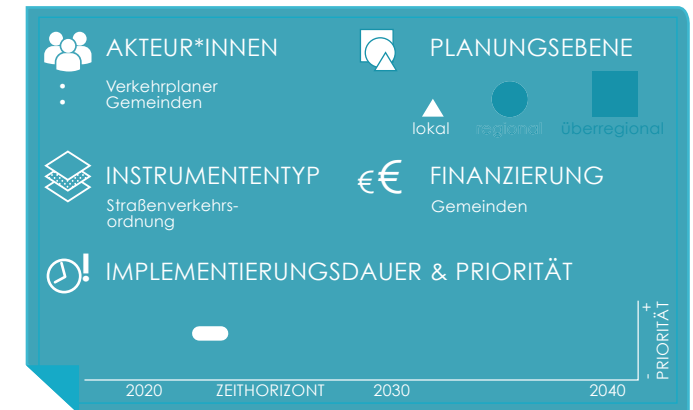 AKTEUR*INNEN
• Verkehrplaner
• Gemeinden
PLANUNGSEBENE
lokal
regional
überregional
INSTRUMENTENTYP
Straßenverkehrs-
ordnung
€€ FINANZIERUNG
Gemeinden
! IMPLEMENTIERUNGSDAUER & PRIORITÄT
+
PRIORITÄT
-
2020
ZEITHORIZONT
2030
2040